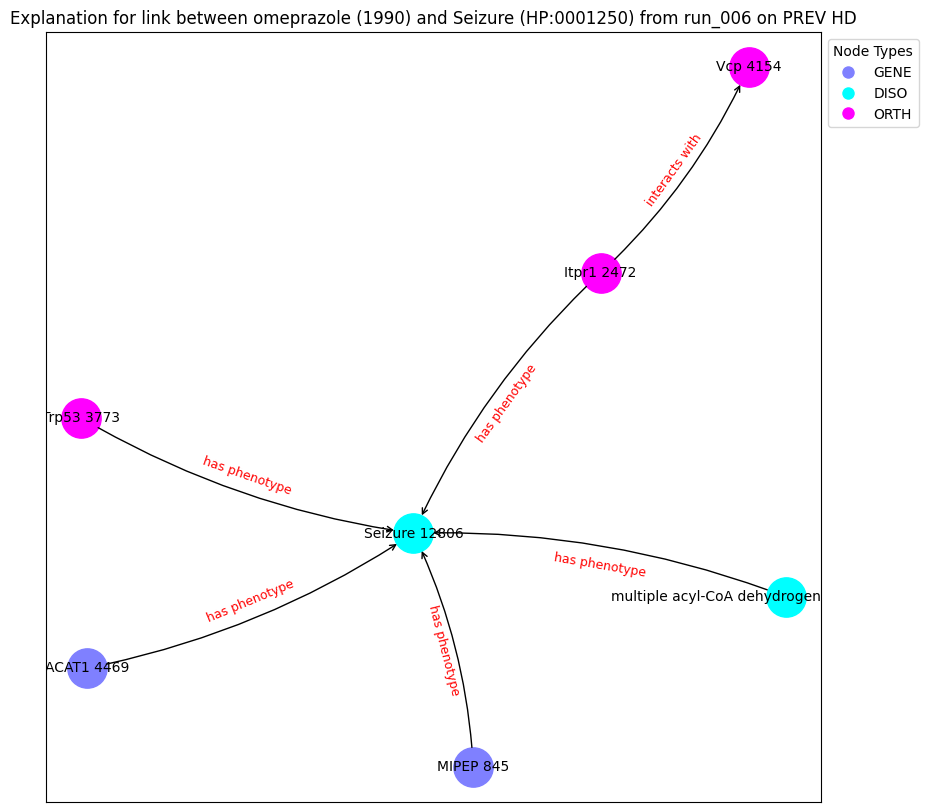 Explanation for link between omeprazole (1990) and Seizure (HP:0001250) from run_006 on PREV HD
Node Types
GENE
DISO
ORTH
Vcp 4154
interacts with
Itpr1 2472
has phenotype
Trp53 3773
has phenotype
Seizure 12806
has phenotype
multiple acyl-CoA dehydrogen
has phenotype
has phenotype
ACAT1 4469
MIPEP 845